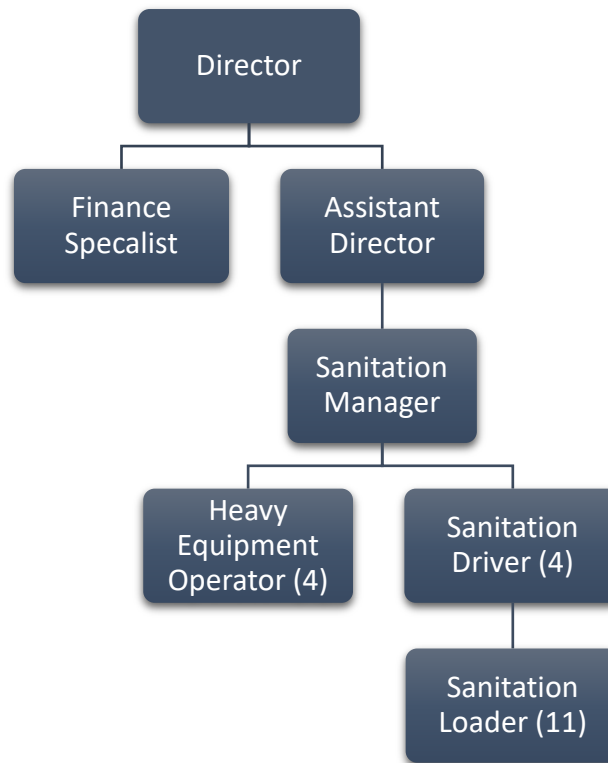 Director
Finance
Specalist
Assistant
Director
Sanitation
Manager
Heavy
Equipment
Operator (4)
Sanitation
Driver (4)
Sanitation
Loader (11)